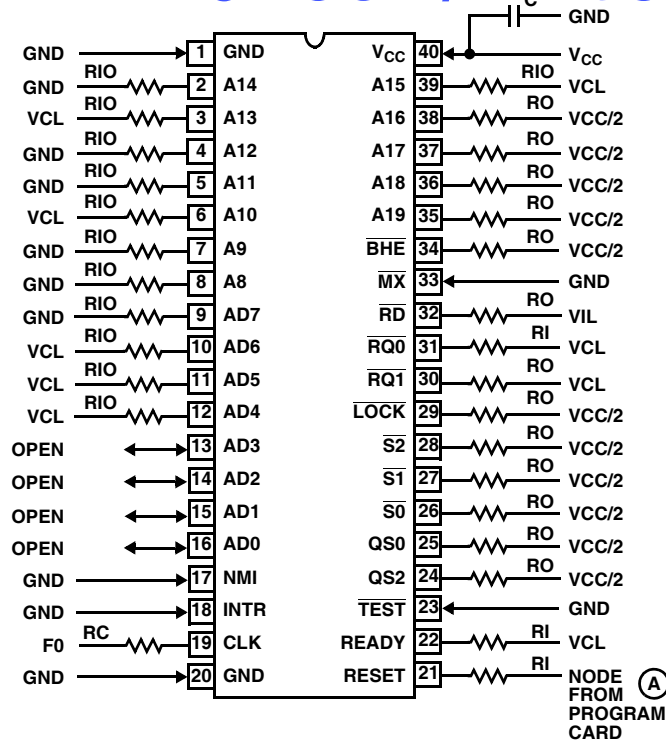 C
GND
GND 1 GND V_CC 40 V_CC
GND RIO 2 A14 A15 39 RIO VCL
VCL RIO 3 A13 A16 38 RO VCC/2
GND RIO 4 A12 A17 37 RO VCC/2
GND RIO 5 A11 A18 36 RO VCC/2
VCL RIO 6 A10 A19 35 RO VCC/2
GND RIO 7 A9 BHE 34 RO VCC/2
GND RIO 8 A8 MX 33 GND
GND RIO 9 AD7 RD 32 RO VIL
VCL RIO 10 AD6 RQ0 31 RI VCL
VCL RIO 11 AD5 RQ1 30 RO VCL
VCL RIO 12 AD4 LOCK 29 RO VCC/2
OPEN 13 AD3 S2 28 RO VCC/2
OPEN 14 AD2 S1 27 RO VCC/2
OPEN 15 AD1 S0 26 RO VCC/2
OPEN 16 AD0 QS0 25 RO VCC/2
GND 17 NMI QS2 24 RO VCC/2
GND 18 INTR TEST 23 GND
F0 RC 19 CLK READY 22 RI VCL
GND 20 GND RESET 21 RI NODE A
FROM
PROGRAM
CARD